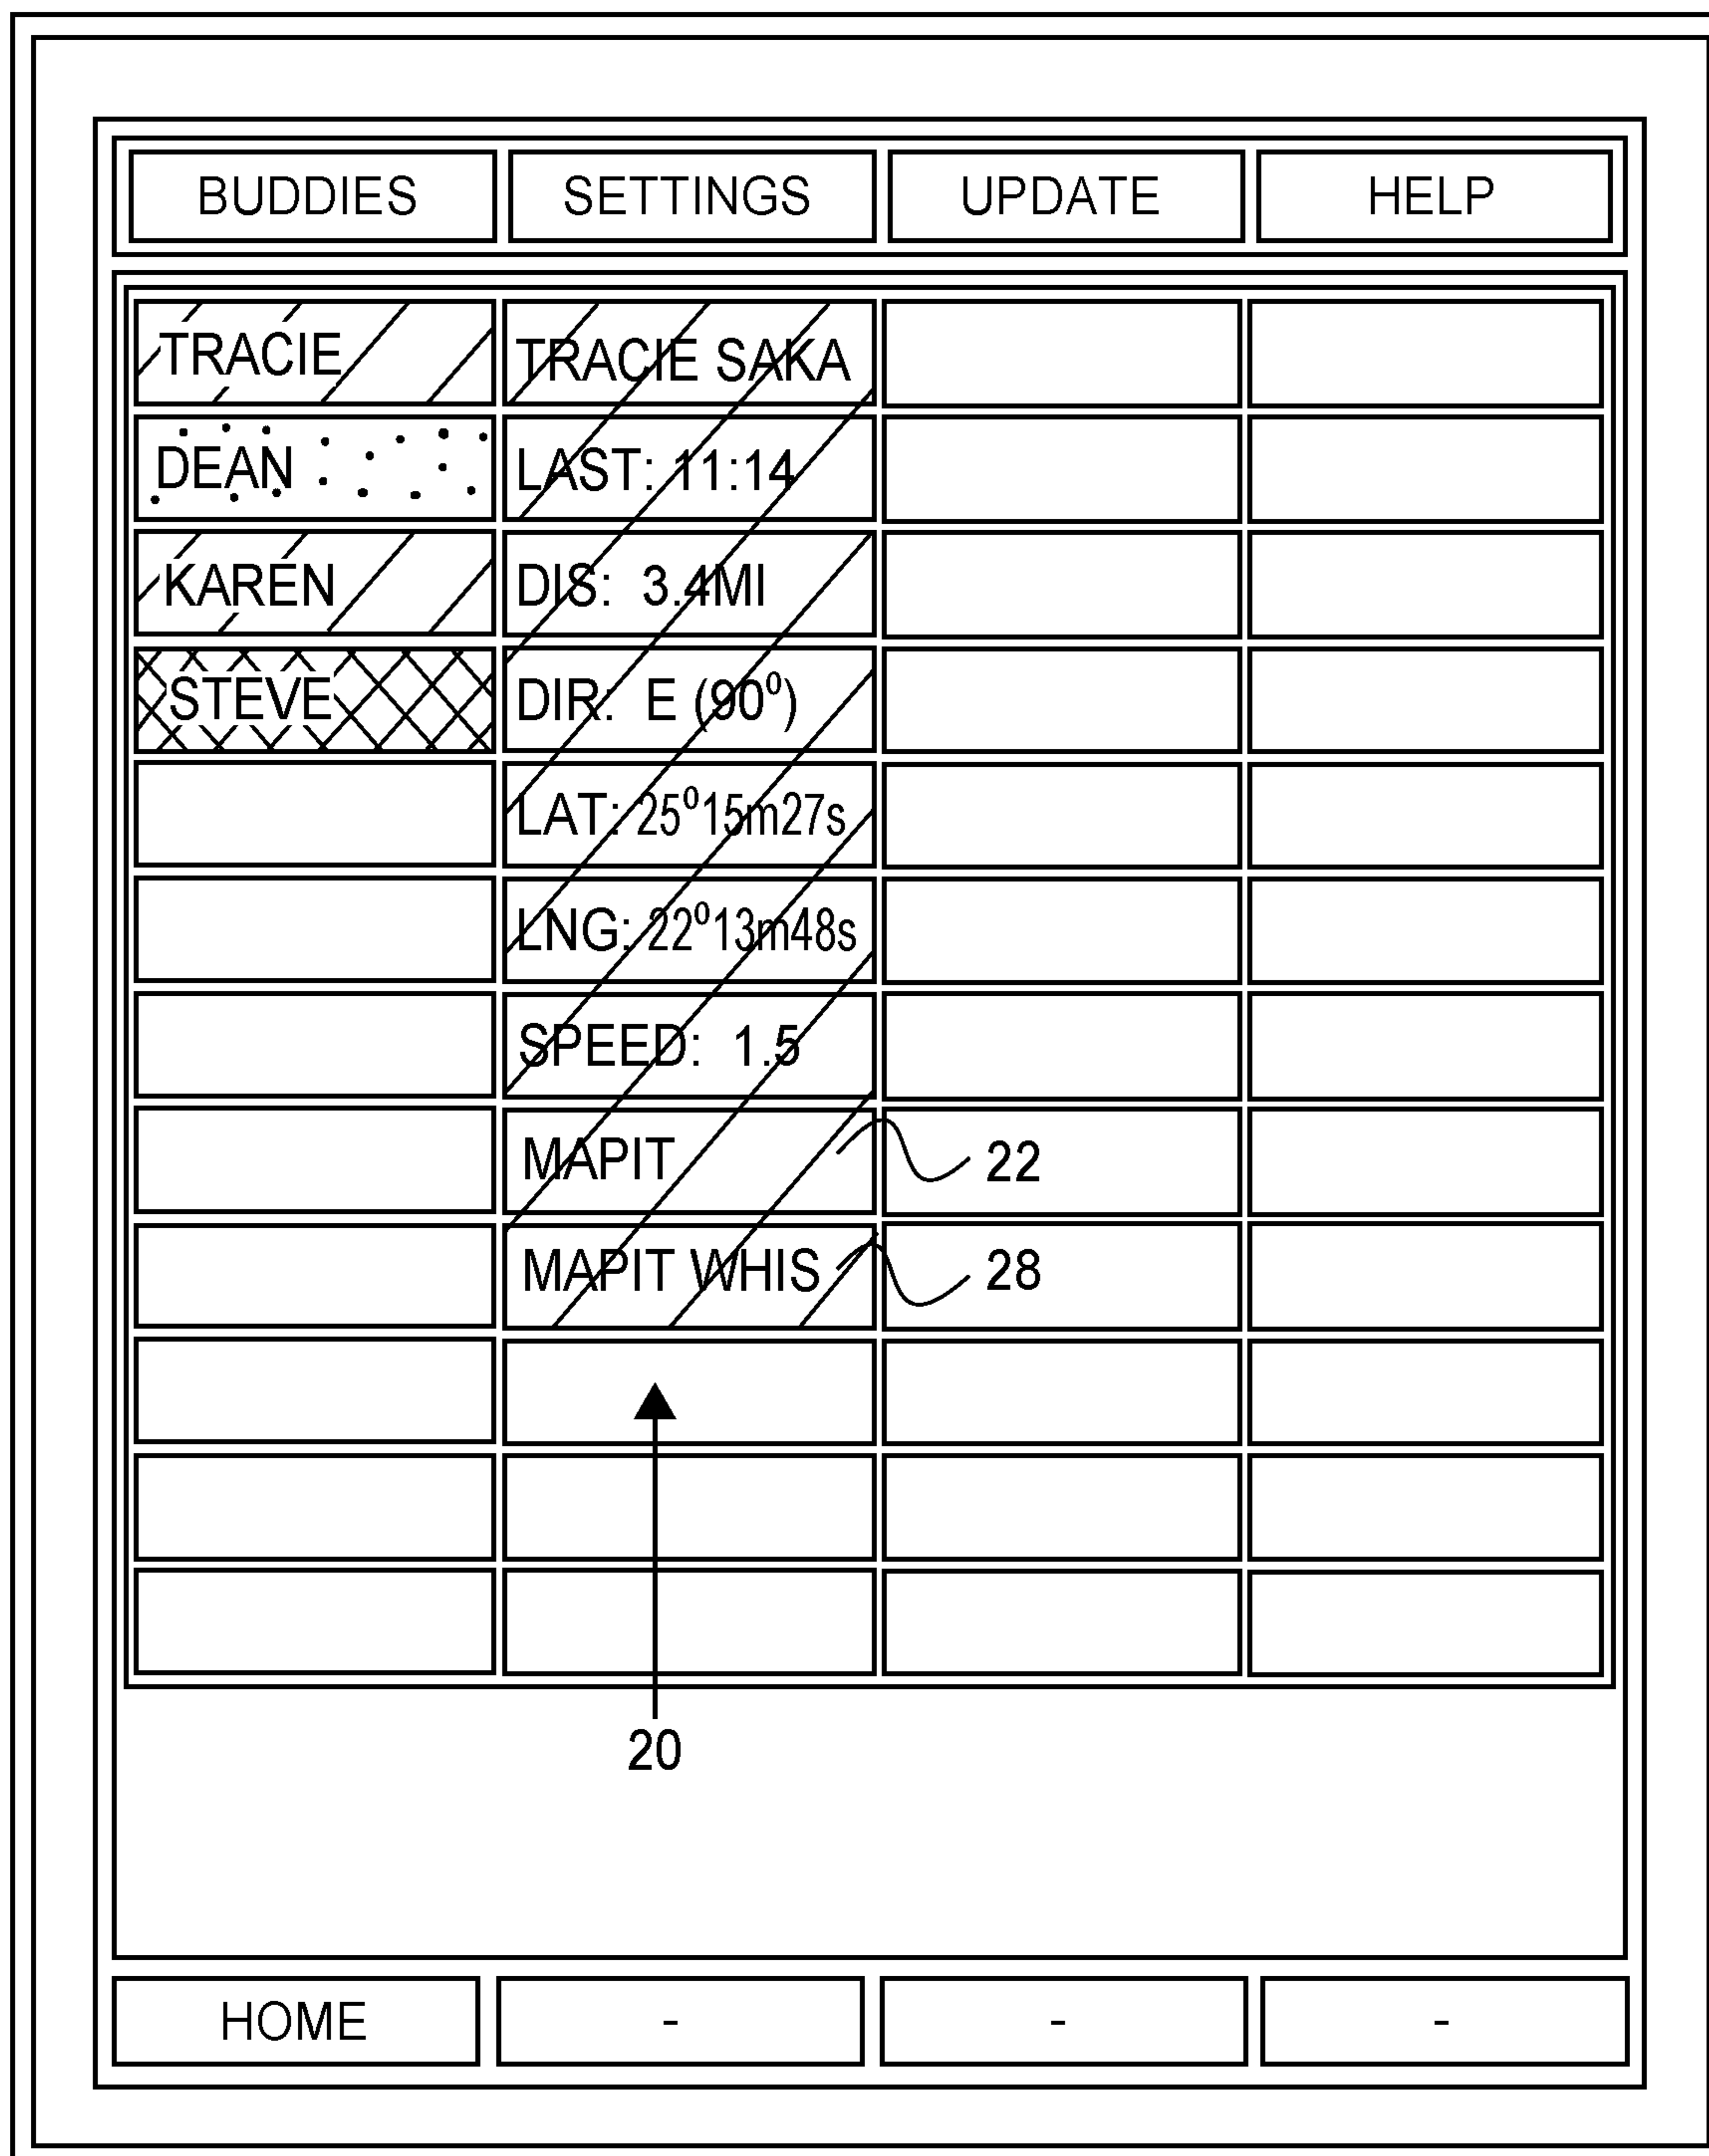 BUDDIES SETTINGS UPDATE HELP
TRACIE TRACIE SAKA
DEAN LAST: 11:14
KAREN DIS: 3.4MI
STEVE DIR: E (90⁰)
LAT: 25⁰15m27s
LNG: 22⁰13m48s
SPEED: 1.5
MAPIT 22
MAPIT WHIS 28
20
HOME - - -